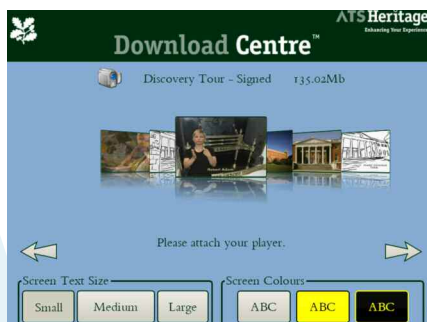 ATS Heritage
Enhancing Your Experience
Download Centre™
Discovery Tour - Signed 135.02Mb
Please attach your player.
Screen Text Size
Small Medium Large
Screen Colours
ABC ABC ABC